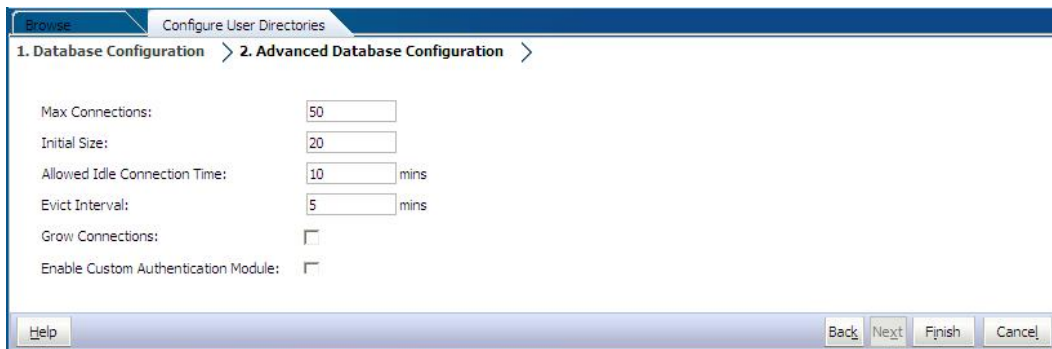 Browse Configure User Directories
1. Database Configuration 2. Advanced Database Configuration
Max Connections: 50
Initial Size: 20
Allowed Idle Connection Time: 10 mins
Evict Interval: 5 mins
Grow Connections:
Enable Custom Authentication Module:
Help Back Next Finish Cancel